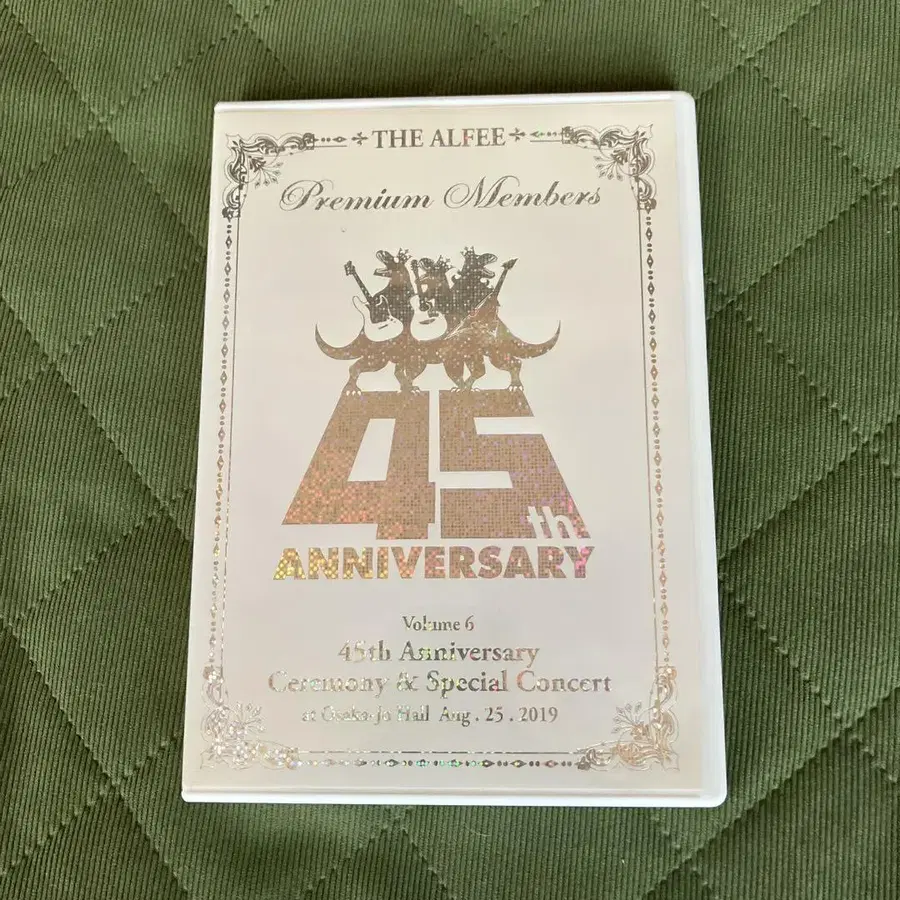 THE ALFEE
Premium Members
45th
ANNIVERSARY
Volume 6
45th Anniversary
Ceremony & Special Concert
at Osaka-jo Hall Aug . 25 . 2019